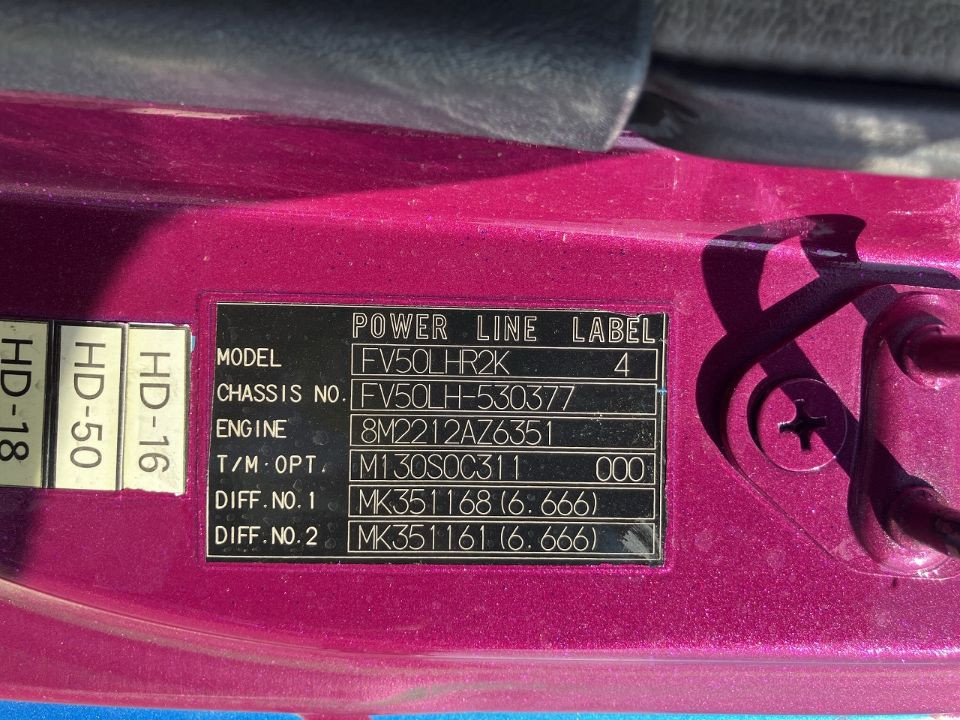 HD-18
HD-50
HD-16
POWER LINE LABEL
MODEL FV50LHR2K 4
CHASSIS NO. FV50LH-530377
ENGINE 8M2212AZ6351
T/M·OPT. M130S0C311 000
DIFF.NO.1 MK351168(6.666)
DIFF.NO.2 MK351161(6.666)